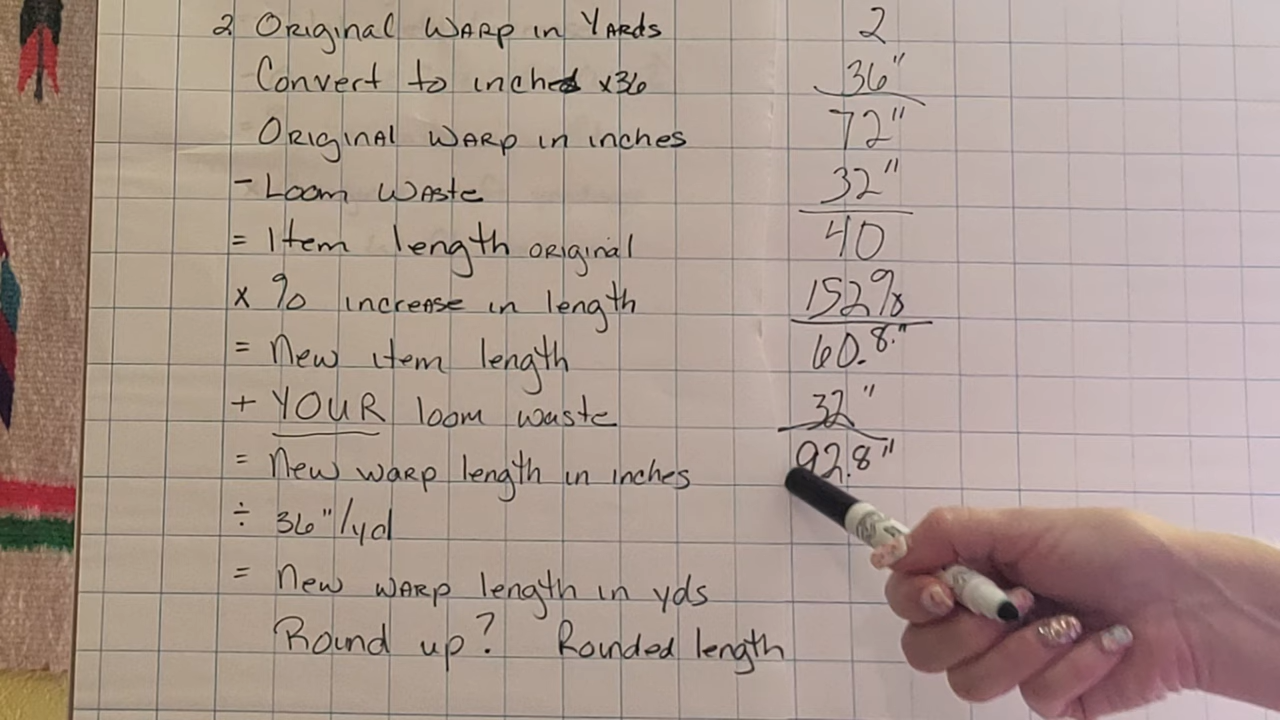 2 Original Warp in Yards 2
Convert to inches x36 36"
Original Warp in inches 72"
- Loom Waste 32"
= Item length original 40
x % increase in length 152%
= New item length 60.8."
+ YOUR loom waste 32"
= New warp length in inches 92.8"
÷ 36"/yd
= New warp length in yds
Round up? Rounded length